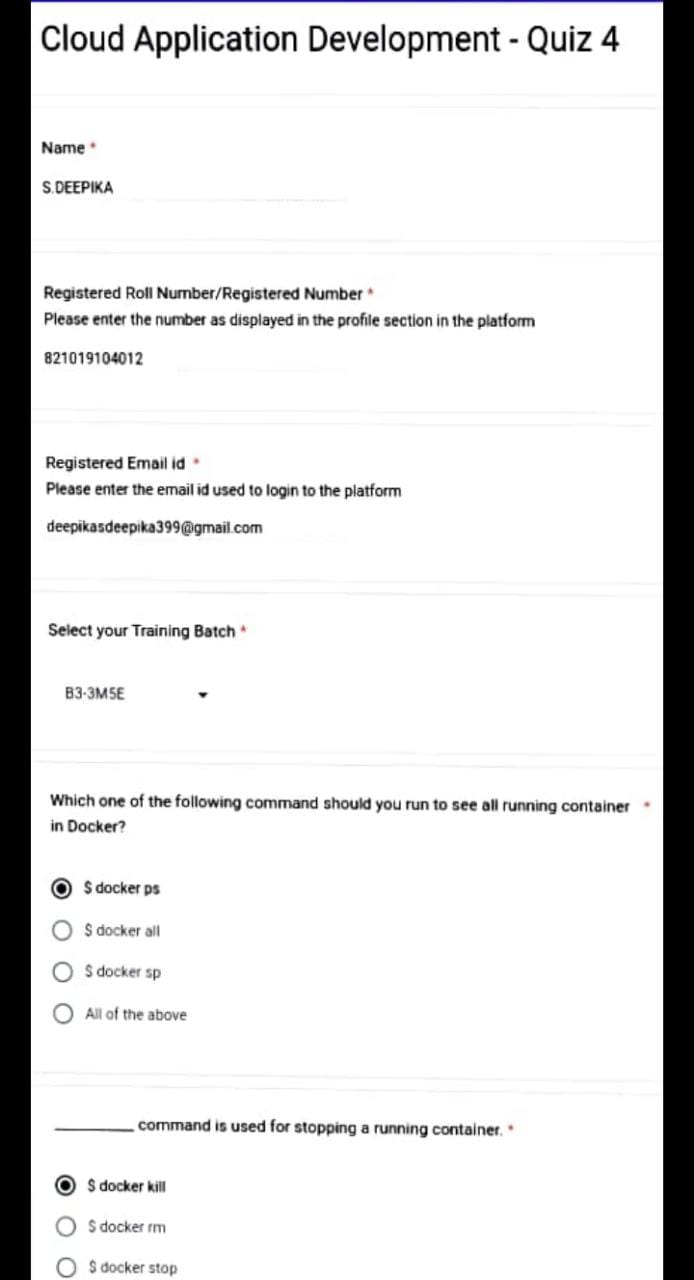 Cloud Application Development - Quiz 4
Name *
S.DEEPIKA
Registered Roll Number/Registered Number *
Please enter the number as displayed in the profile section in the platform
821019104012
Registered Email id *
Please enter the email id used to login to the platform
deepikasdeepika399@gmail.com
Select your Training Batch *
B3-3M5E
Which one of the following command should you run to see all running container *
in Docker?
$ docker ps
$ docker all
$ docker sp
All of the above
________ command is used for stopping a running container. *
$ docker kill
$ docker rm
$ docker stop